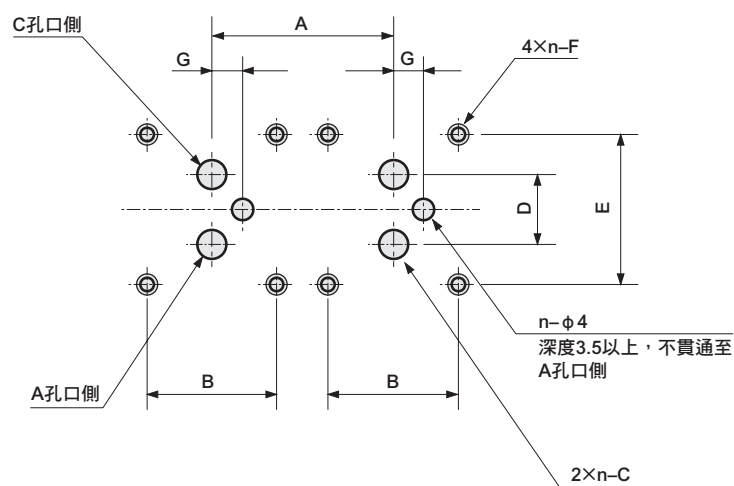 C孔口側
A
4×n–F
G
G
D
E
n–φ4
深度3.5以上，不貫通至
A孔口側
A孔口側
B
B
2×n–C